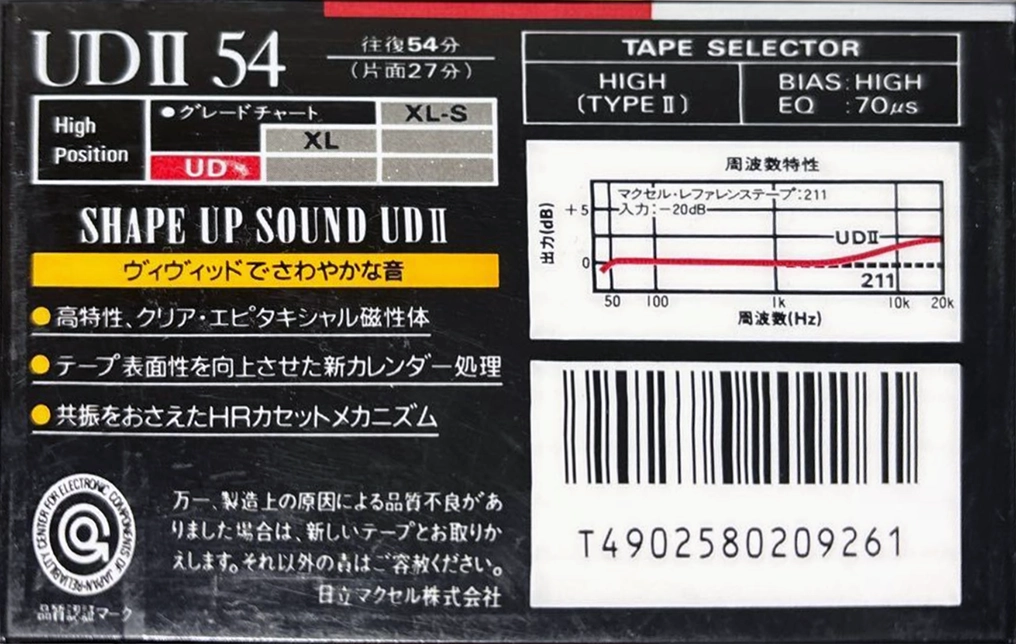 UDⅡ 54
往復54分
(片面27分)
High
Position
●グレードチャート
XL-S
XL
UD
SHAPE UP SOUND UDⅡ
ヴィヴィッドでさわやかな音
●高特性、クリア・エピタキシャル磁性体
●テープ表面性を向上させた新カレンダー処理
●共振をおさえたHRカセットメカニズム
RELIABILITY CENTER FOR ELECTRONIC COMPONENTS OF JAPAN
品質認証マーク
万一、製造上の原因による品質不良があ
りました場合は、新しいテープとお取りか
えします。それ以外の責はご容赦ください。
日立マクセル株式会社
TAPE SELECTOR
HIGH
(TYPEⅡ)
BIAS:HIGH
EQ :70μs
周波数特性
マクセル・レファレンステープ:211
入力:-20dB
出力(dB)
+5
0
UDⅡ
211
50 100 1k 10k 20k
周波数(Hz)
T4902580209261